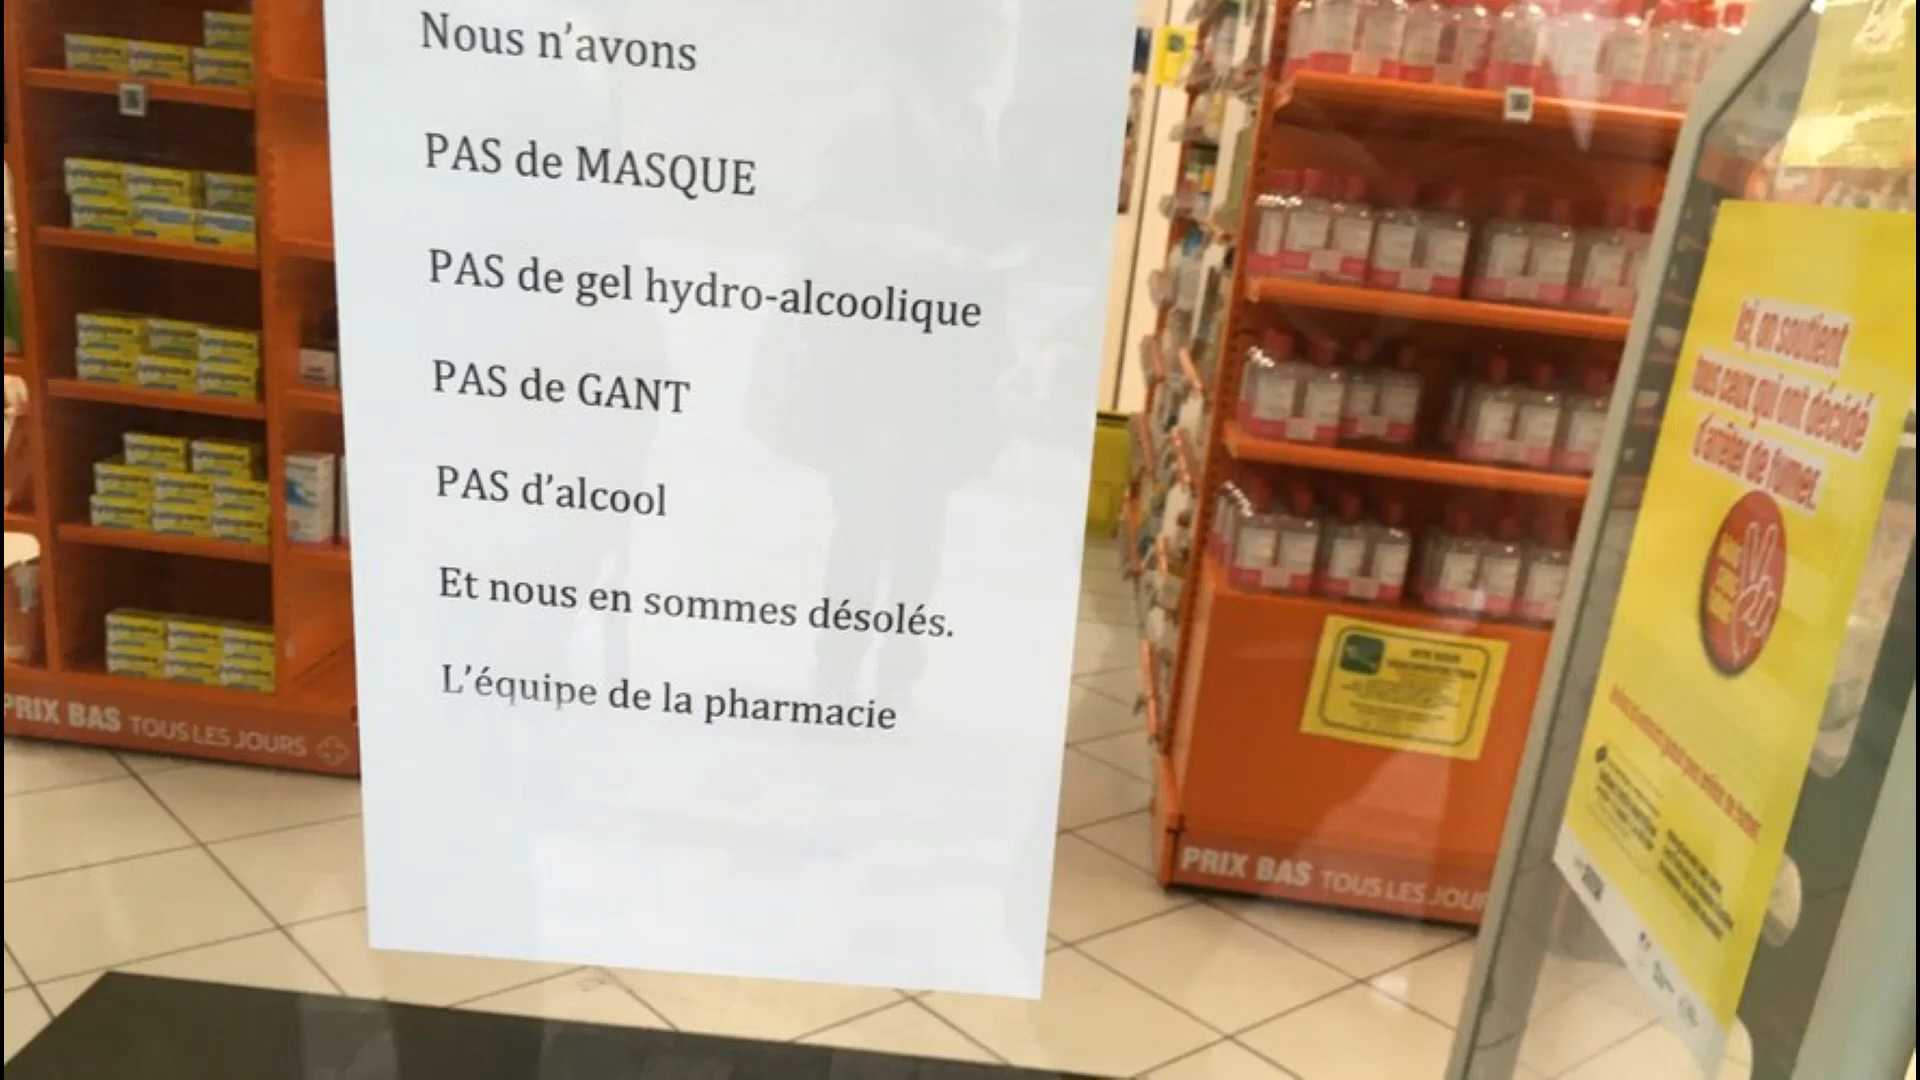 Nous n’avons
PAS de MASQUE
PAS de gel hydro-alcoolique
PAS de GANT
PAS d’alcool
Et nous en sommes désolés.
L’équipe de la pharmacie
PRIX BAS TOUS LES JOURS
PRIX BAS TOUS LES JOUR
Ici, on soutient
tous ceux qui ont décidé
d'arrêter de fumer.